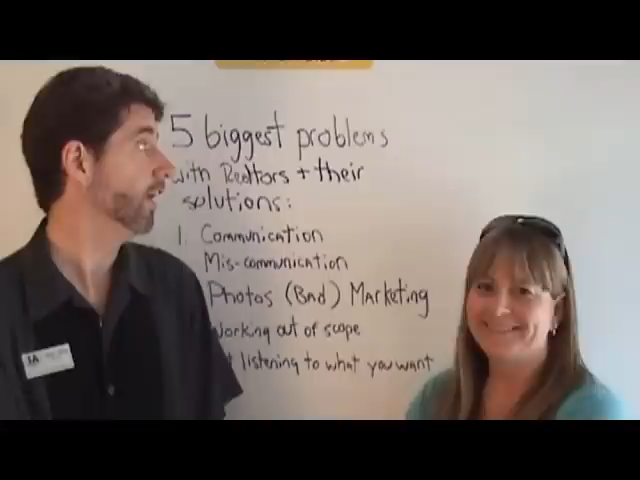 5 biggest problems
with Realtors + their
solutions:
1. Communication
Mis-communication
Photos (Bad) Marketing
Working out of scope
listening to what you want